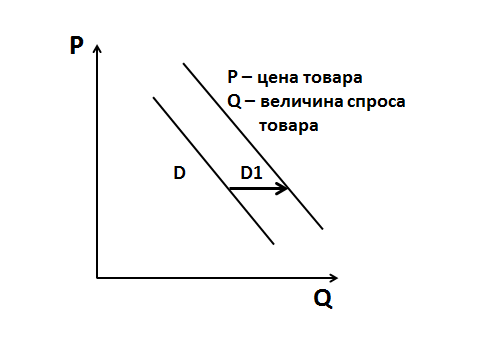 P
P – цена товара
Q – величина спроса
товара
D
D1
Q